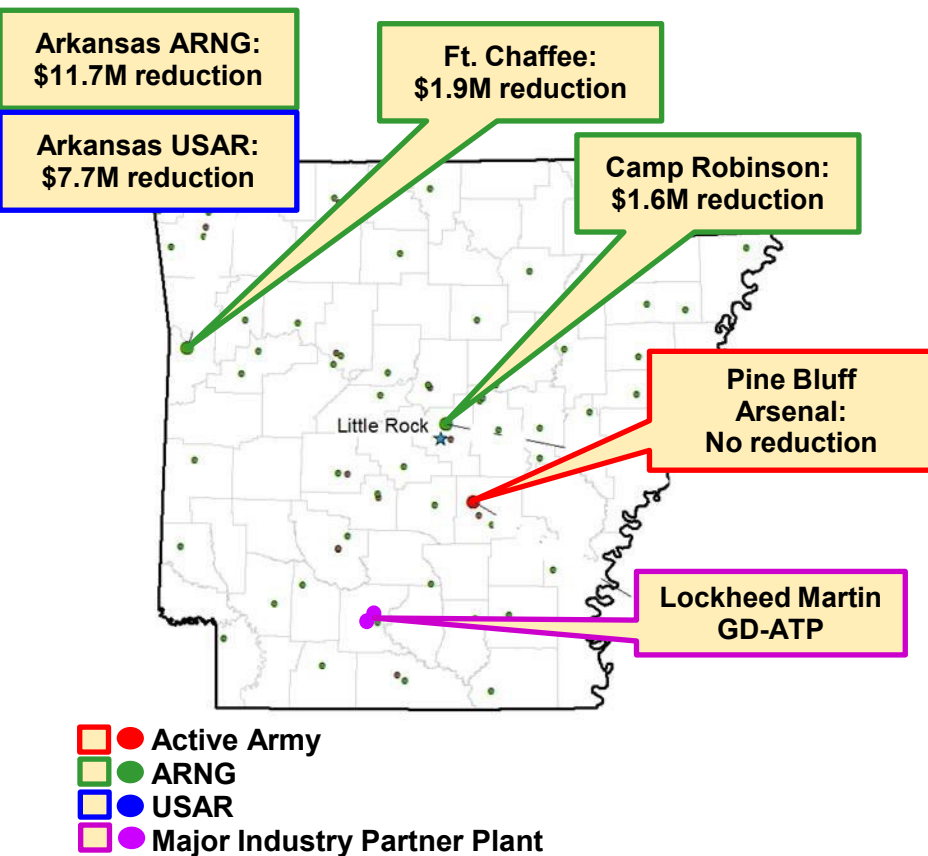 Arkansas ARNG:
$11.7M reduction
Ft. Chaffee:
$1.9M reduction
Arkansas USAR:
$7.7M reduction
Camp Robinson:
$1.6M reduction
Pine Bluff
Arsenal:
No reduction
Little Rock
Lockheed Martin
GD-ATP
Active Army
ARNG
USAR
Major Industry Partner Plant